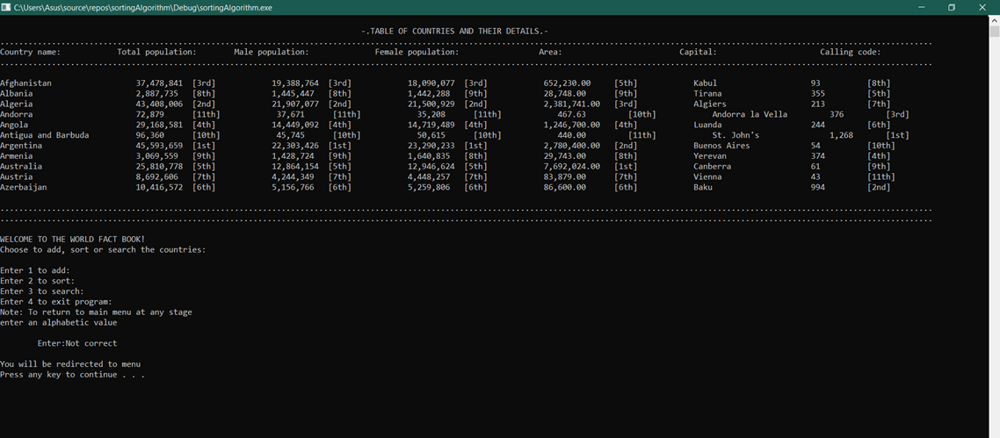 C:\Users\Asus\source\repos\sortingAlgorithm\Debug\sortingAlgorithm.exe
-.TABLE OF COUNTRIES AND THEIR DETAILS.-
Country name: Total population: Male population: Female population: Area: Capital: Calling code:
Afghanistan 37,478,841 [3rd] 19,388,764 [3rd] 18,090,077 [3rd] 652,230.00 [5th] Kabul 93 [8th]
Albania 2,887,735 [8th] 1,445,447 [8th] 1,442,288 [9th] 28,748.00 [9th] Tirana 355 [5th]
Algeria 43,408,006 [2nd] 21,907,077 [2nd] 21,500,929 [2nd] 2,381,741.00 [3rd] Algiers 213 [7th]
Andorra 72,879 [11th] 37,671 [11th] 35,208 [11th] 467.63 [10th] Andorra la Vella 376 [3rd]
Angola 29,168,581 [4th] 14,449,092 [4th] 14,719,489 [4th] 1,246,700.00 [4th] Luanda 244 [6th]
Antigua and Barbuda 96,360 [10th] 45,745 [10th] 50,615 [10th] 440.00 [11th] St. John's 1,268 [1st]
Argentina 45,593,659 [1st] 22,303,426 [1st] 23,290,233 [1st] 2,780,400.00 [2nd] Buenos Aires 54 [10th]
Armenia 3,069,559 [9th] 1,428,724 [9th] 1,640,835 [8th] 29,743.00 [8th] Yerevan 374 [4th]
Australia 25,810,778 [5th] 12,864,154 [5th] 12,946,624 [5th] 7,692,024.00 [1st] Canberra 61 [9th]
Austria 8,692,606 [7th] 4,244,349 [7th] 4,448,257 [7th] 83,879.00 [7th] Vienna 43 [11th]
Azerbaijan 10,416,572 [6th] 5,156,766 [6th] 5,259,806 [6th] 86,600.00 [6th] Baku 994 [2nd]
WELCOME TO THE WORLD FACT BOOK!
Choose to add, sort or search the countries:
Enter 1 to add:
Enter 2 to sort:
Enter 3 to search:
Enter 4 to exit program:
Note: To return to main menu at any stage
enter an alphabetic value
Enter:Not correct
You will be redirected to menu
Press any key to continue . . .